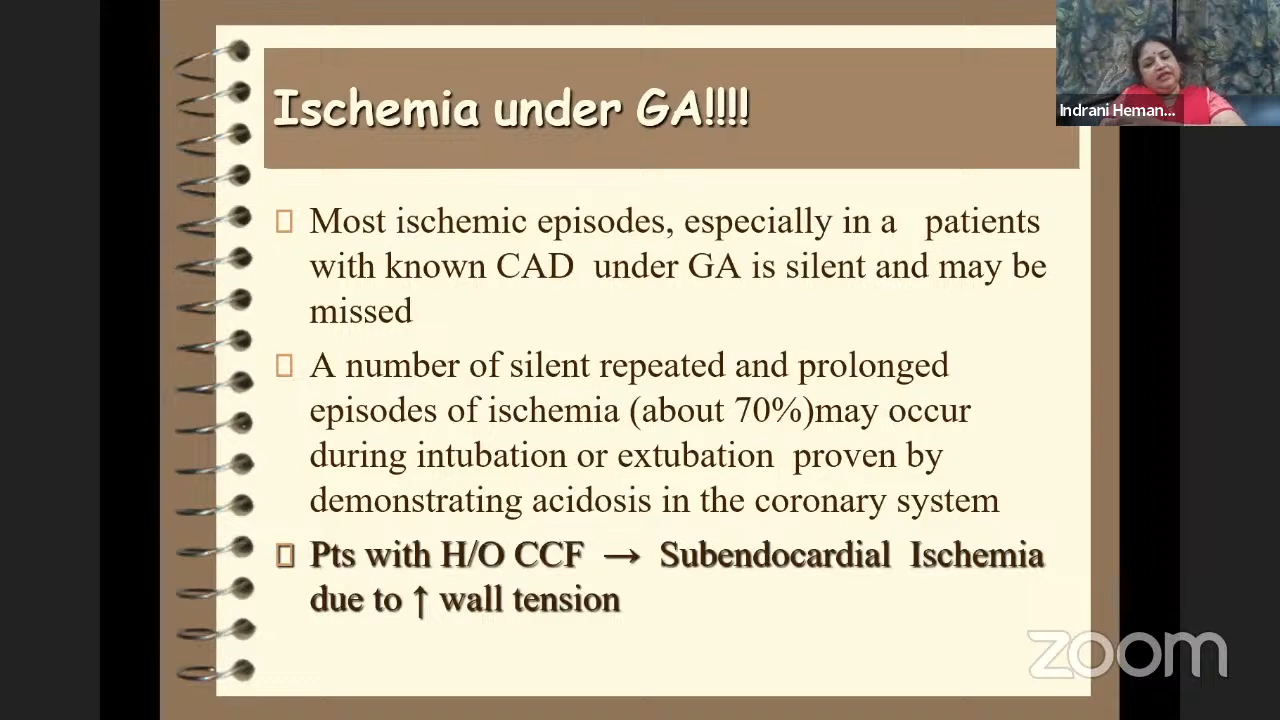 Ischemia under GA!!!!
Indrani Heman...
Most ischemic episodes, especially in a patients
with known CAD under GA is silent and may be
missed
A number of silent repeated and prolonged
episodes of ischemia (about 70%)may occur
during intubation or extubation proven by
demonstrating acidosis in the coronary system
Pts with H/O CCF → Subendocardial Ischemia
due to ↑ wall tension
zoom